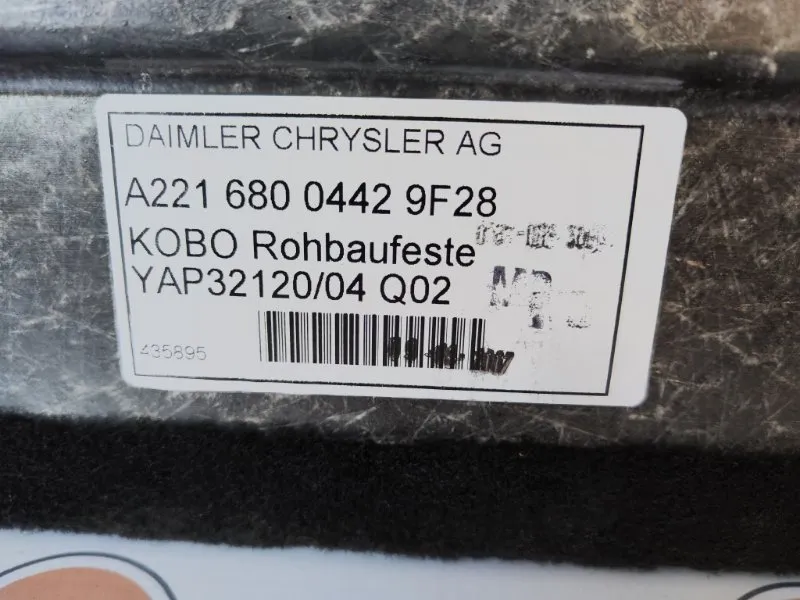 DAIMLER CHRYSLER AG
A221 680 0442 9F28
KOBO Rohbaufeste
YAP32120/04 Q02
435895